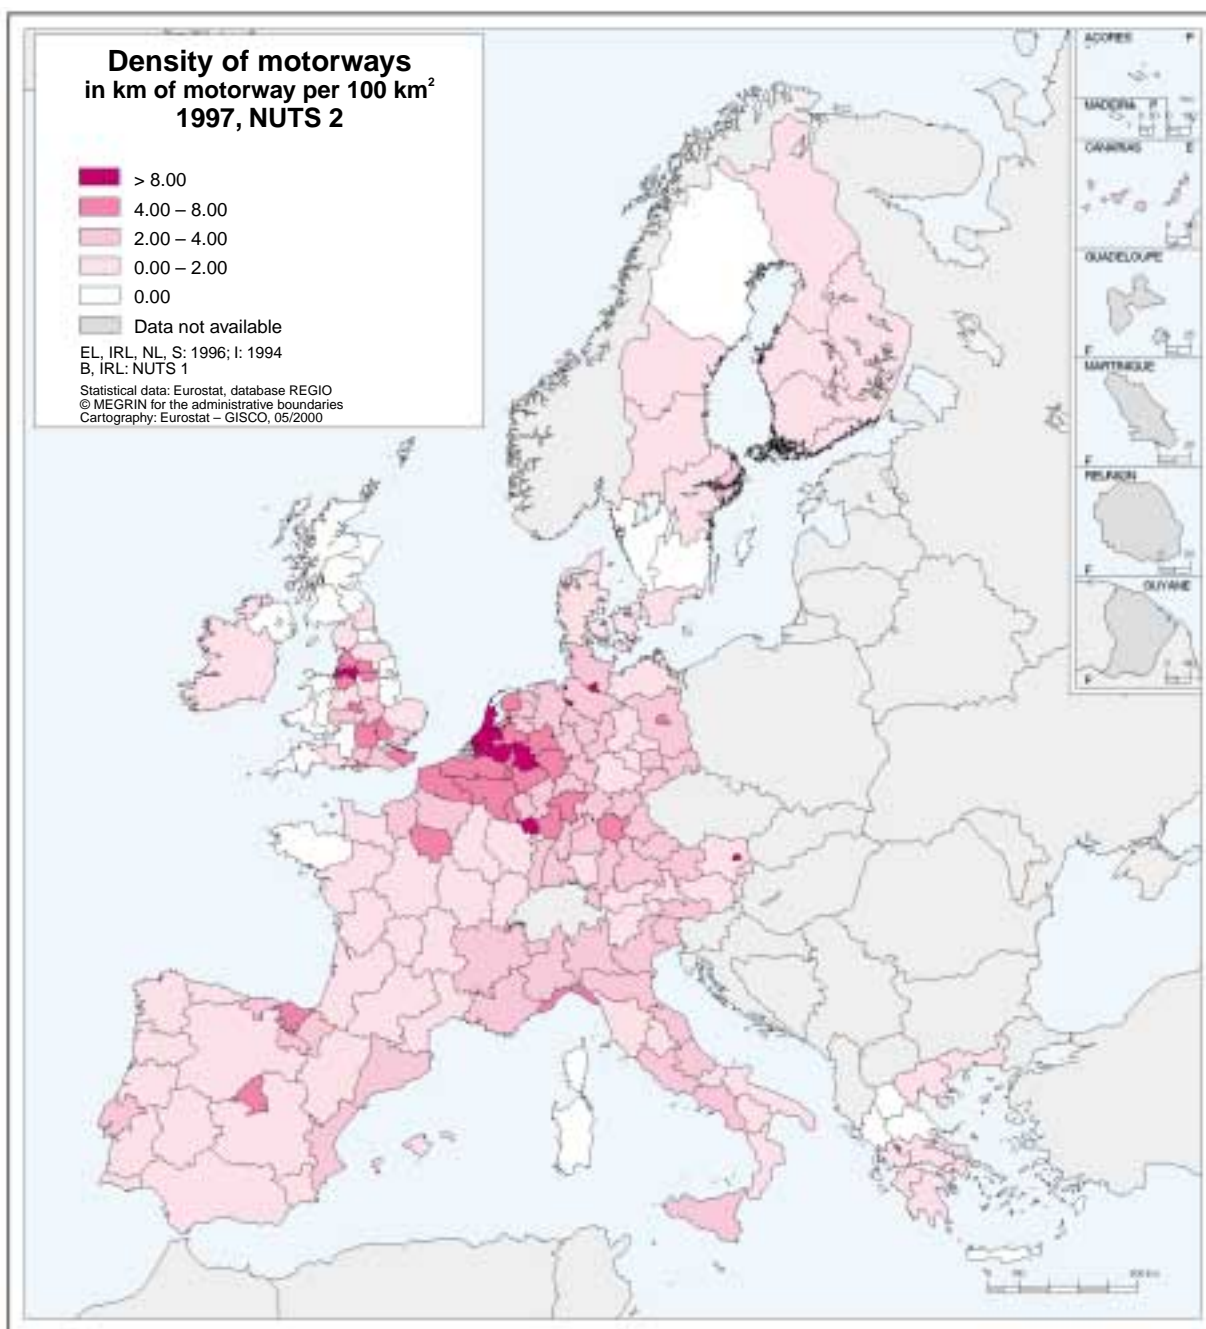 Density of motorways
in km of motorway per 100 km²
1997, NUTS 2
> 8.00
4.00 – 8.00
2.00 – 4.00
0.00 – 2.00
0.00
Data not available
EL, IRL, NL, S: 1996; I: 1994
B, IRL: NUTS 1
Statistical data: Eurostat, database REGIO
© MEGRIN for the administrative boundaries
Cartography: Eurostat – GISCO, 05/2000
AÇORES P
MADEIRA P
CANARIAS E
GUADELOUPE
F
MARTINIQUE
F
REUNION
F
GUYANE
F